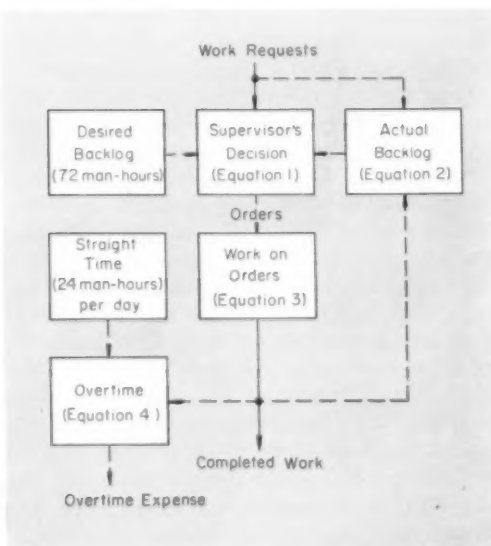 Work Requests
Desired
Backlog
(72 man-hours)
Supervisor's
Decision
(Equation 1)
Actual
Backlog
(Equation 2)
Orders
Straight
Time
(24 man-hours)
per day
Work on
Orders
(Equation 3)
Overtime
(Equation 4)
Completed Work
Overtime Expense